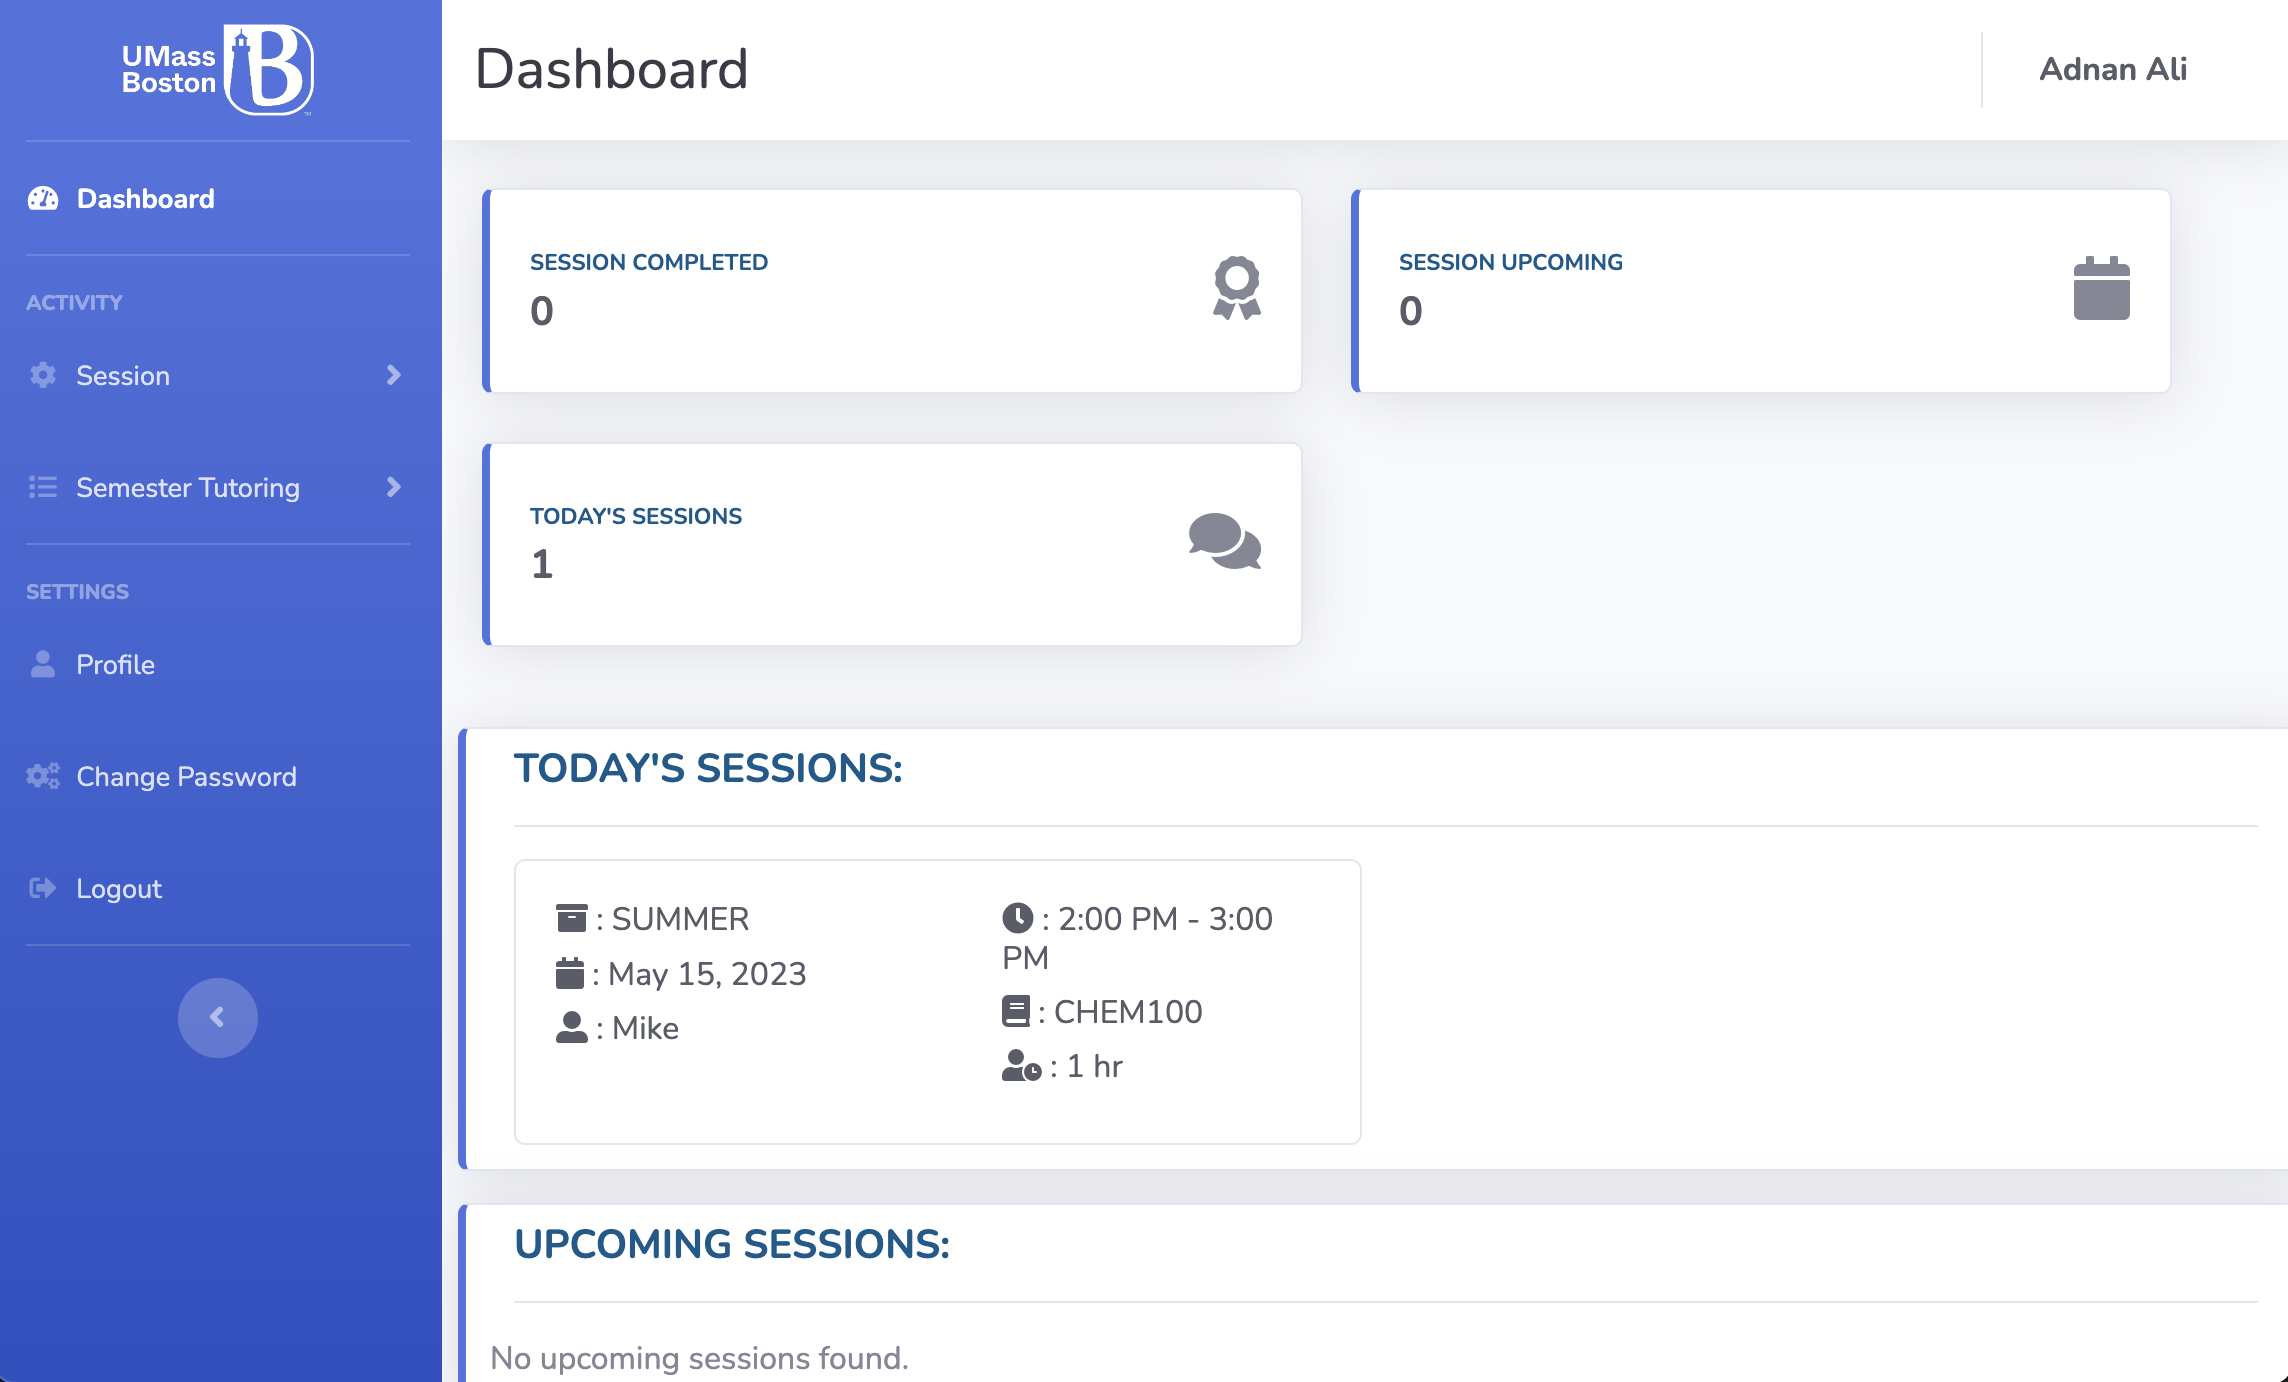 UMass
Boston
TM
Dashboard
Adnan Ali
Dashboard
ACTIVITY
Session
Semester Tutoring
SETTINGS
Profile
Change Password
Logout
SESSION COMPLETED
0
SESSION UPCOMING
0
TODAY'S SESSIONS
1
TODAY'S SESSIONS:
: SUMMER
: May 15, 2023
: Mike
: 2:00 PM - 3:00
PM
: CHEM100
: 1 hr
UPCOMING SESSIONS:
No upcoming sessions found.